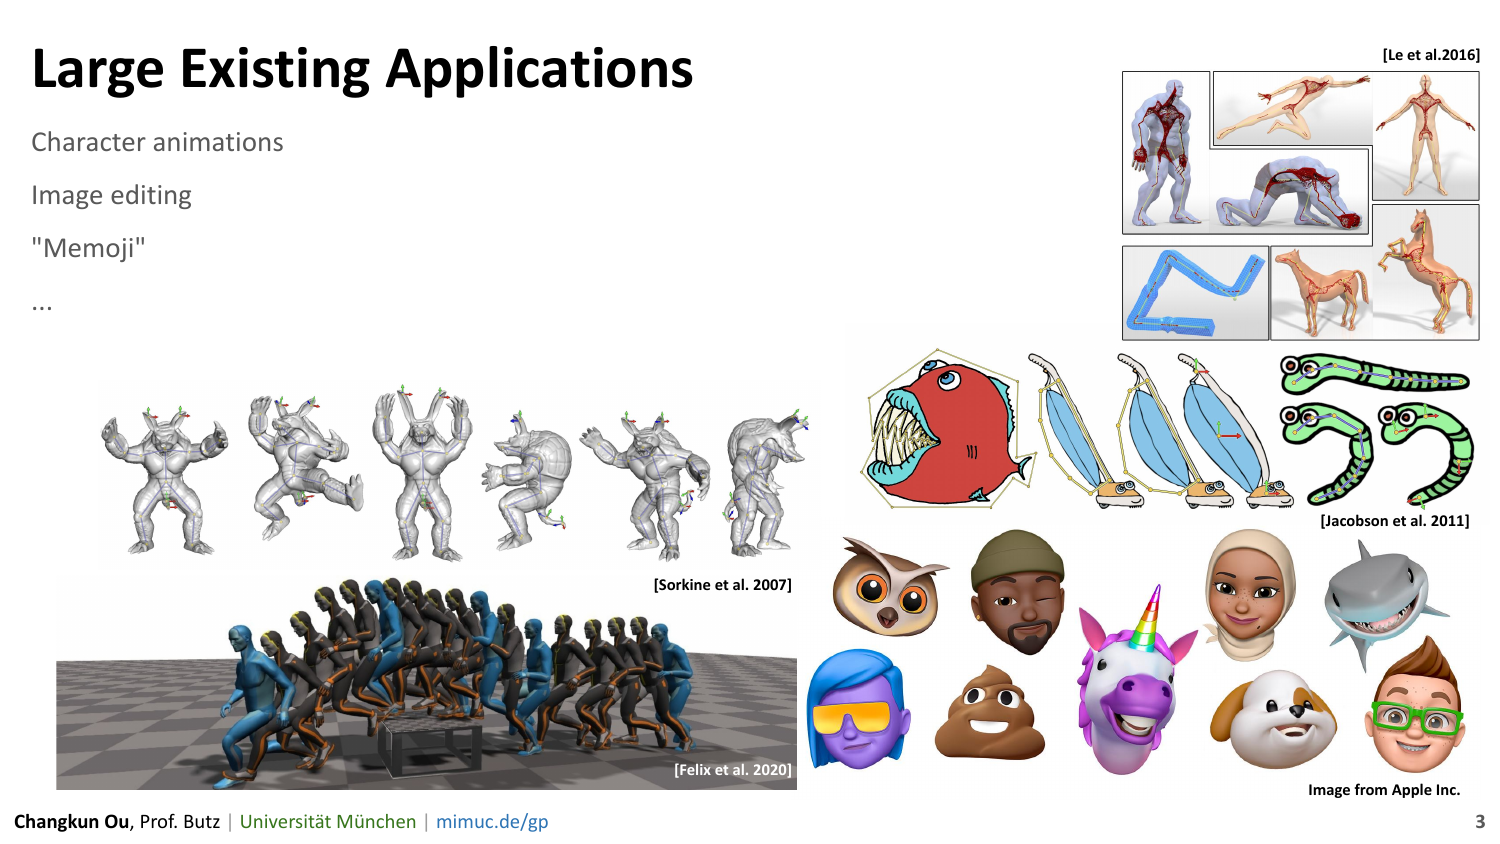 Large Existing Applications
[Le et al.2016]
Character animations
Image editing
"Memoji"
...
[Jacobson et al. 2011]
[Sorkine et al. 2007]
[Felix et al. 2020]
Image from Apple Inc.
Changkun Ou, Prof. Butz | Universität München | mimuc.de/gp
3